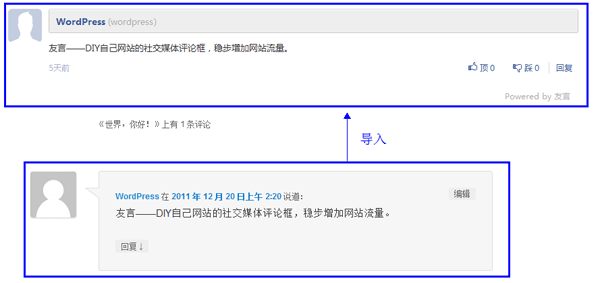 WordPress (wordpress)
友言——DIY自己网站的社交媒体评论框，稳步增加网站流量。
5天前 顶 0 踩 0 回复
Powered by 友言
《世界，你好！》上有 1 条评论
导入
WordPress 在 2011 年 12 月 20 日上午 2:20 说道： 编辑
友言——DIY自己网站的社交媒体评论框，稳步增加网站流量。
回复 ↓